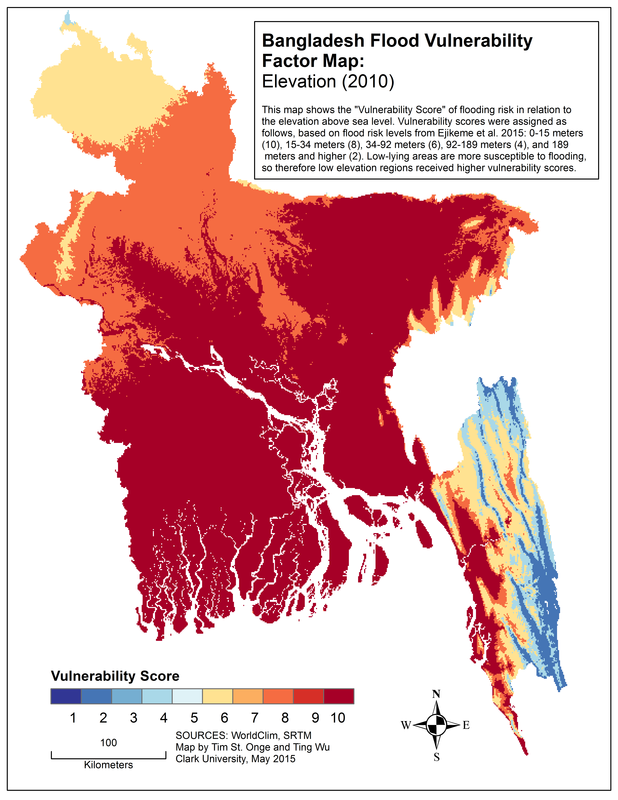 Bangladesh Flood Vulnerability
Factor Map:
Elevation (2010)
This map shows the "Vulnerability Score" of flooding risk in relation to
the elevation above sea level. Vulnerability scores were assigned as
follows, based on flood risk levels from Ejikeme et al. 2015: 0-15 meters
(10), 15-34 meters (8), 34-92 meters (6), 92-189 meters (4), and 189
meters and higher (2). Low-lying areas are more susceptible to flooding,
so therefore low elevation regions received higher vulnerability scores.
Vulnerability Score
1 2 3 4 5 6 7 8 9 10
100
Kilometers
SOURCES: WorldClim, SRTM
Map by Tim St. Onge and Ting Wu
Clark University, May 2015
N
W E
S